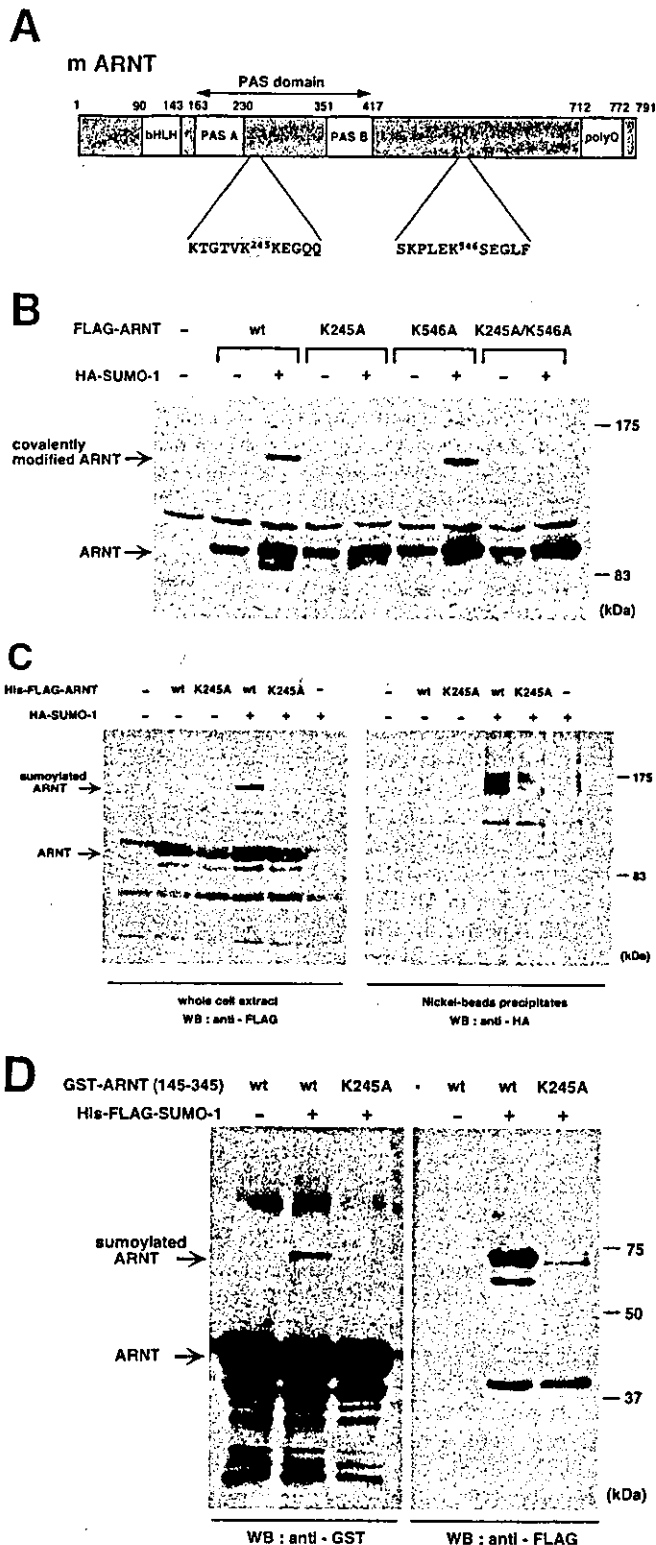 A
m ARNT
PAS domain
1 90 143 163 230 351 417 712 772 791
bHLH PAS A PAS B polyQ
KTGTVK245KEGQQ SKPLEK546SEGLF
B
FLAG-ARNT - wt K245A K546A K245A/K546A
HA-SUMO-1 - - + - + - + - +
covalently
modified ARNT
ARNT
175
83
(kDa)
C
His-FLAG-ARNT - wt K245A wt K245A - - wt K245A wt K245A -
HA-SUMO-1 - - - + + + - - - + + +
sumoylated
ARNT
ARNT
175
83
(kDa)
whole cell extract Nickel-beads precipitates
WB : anti - FLAG WB : anti - HA
D
GST-ARNT (145-345) wt wt K245A wt wt K245A
His-FLAG-SUMO-1 - + + - + +
sumoylated
ARNT
ARNT
75
50
37
(kDa)
WB : anti - GST WB : anti - FLAG